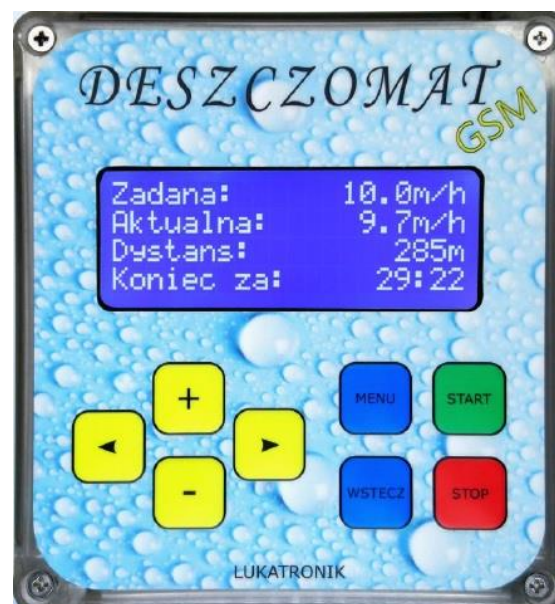 DESZCZOMAT
GSM
Zadana: 10.0m/h
Aktualna: 9.7m/h
Dystans: 285m
Koniec za: 29:22
+
MENU START
◄ ►
-
WSTECZ STOP
LUKATRONIK